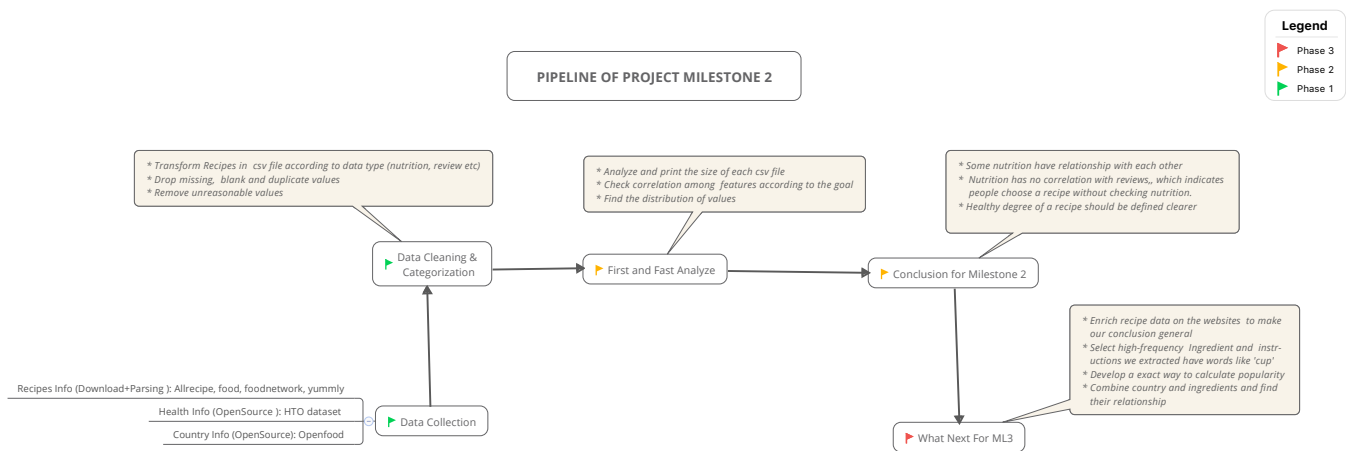 Legend
Phase 3
Phase 2
Phase 1
PIPELINE OF PROJECT MILESTONE 2
* Transform Recipes in csv file according to data type (nutrition, review etc)
* Drop missing, blank and duplicate values
* Remove unreasonable values
* Analyze and print the size of each csv file
* Check correlation among features according to the goal
* Find the distribution of values
* Some nutrition have relationship with each other
* Nutrition has no correlation with reviews,, which indicates
people choose a recipe without checking nutrition.
* Healthy degree of a recipe should be defined clearer
Data Cleaning &
Categorization
First and Fast Analyze
Conclusion for Milestone 2
* Enrich recipe data on the websites to make
our conclusion general
* Select high-frequency Ingredient and instr-
uctions we extracted have words like 'cup'
* Develop a exact way to calculate popularity
* Combine country and ingredients and find
their relationship
Recipes Info (Download+Parsing ): Allrecipe, food, foodnetwork, yummly
Health Info (OpenSource ): HTO dataset
Country Info (OpenSource): Openfood
Data Collection
What Next For ML3